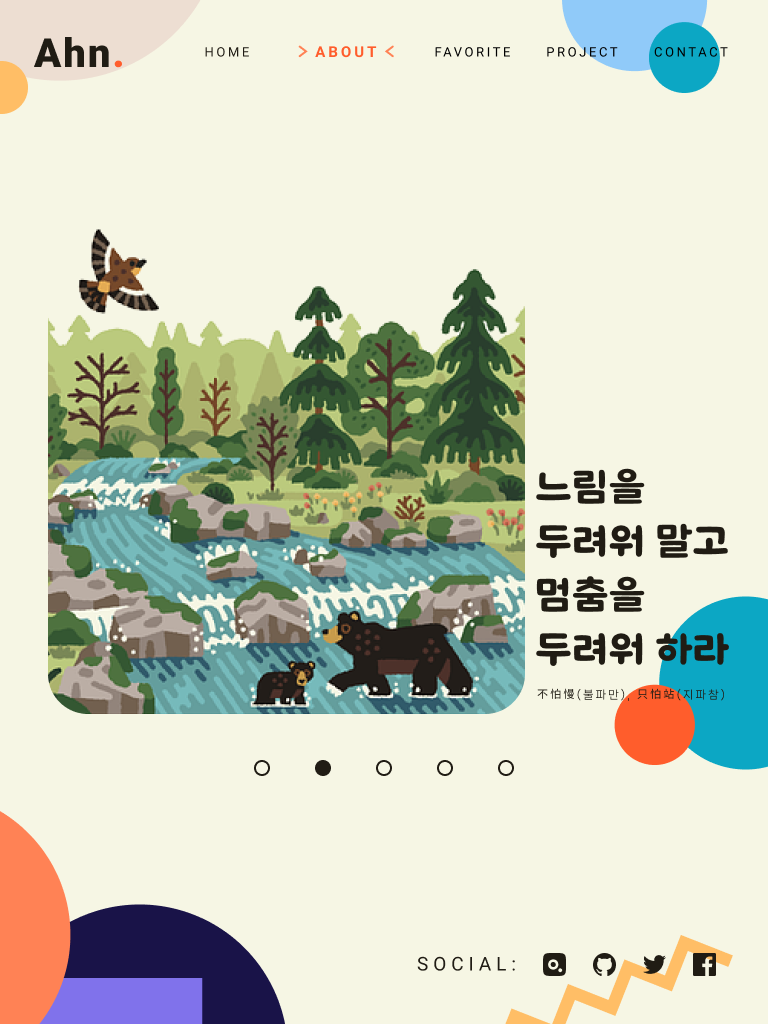 Ahn.
HOME
> ABOUT <
FAVORITE
PROJECT
CONTACT
느림을
두려워 말고
멈춤을
두려워 하라
不怕慢(불파만), 只怕站(지파참)
SOCIAL: